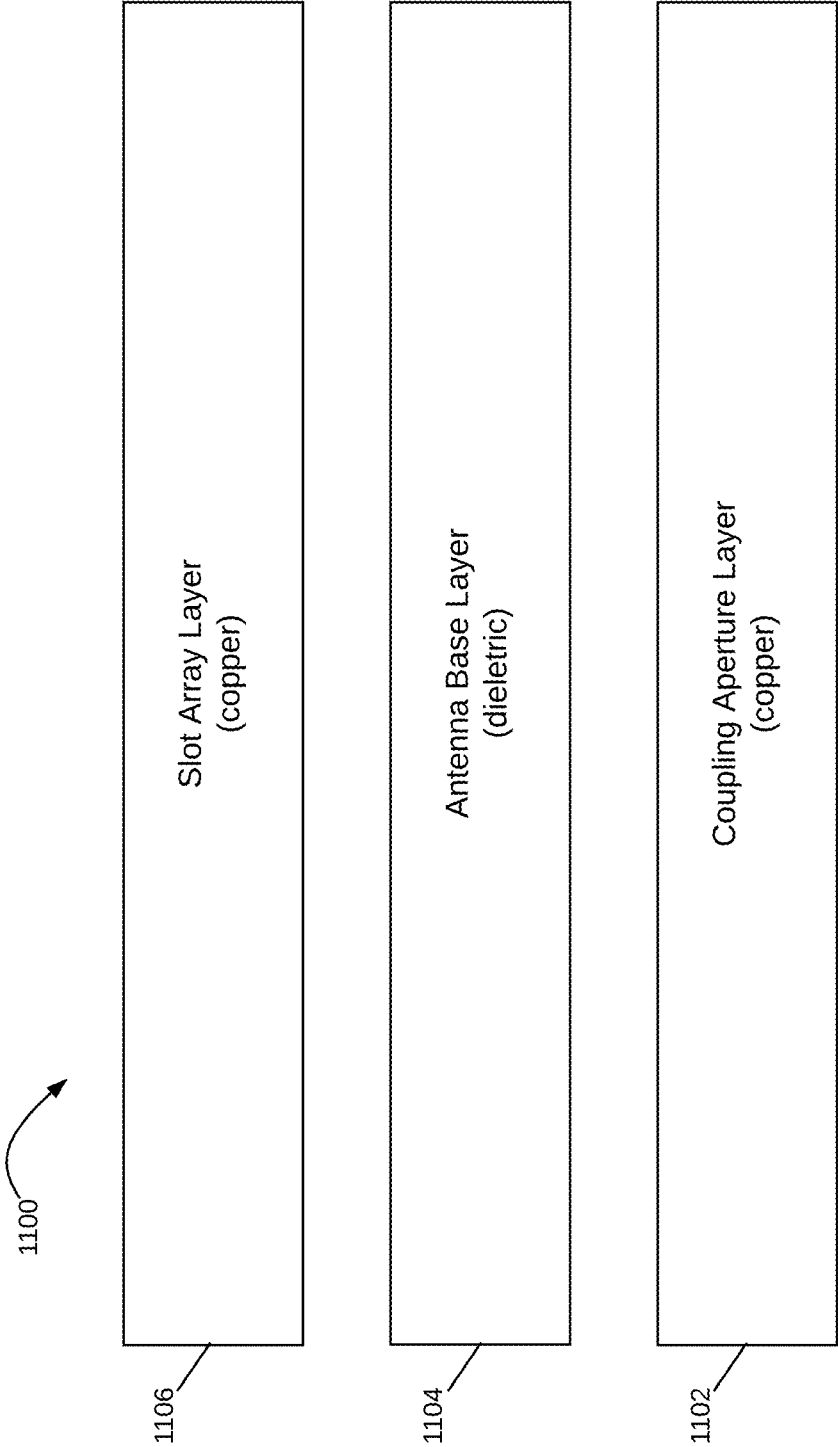 1100
1106
Slot Array Layer
(copper)
1104
Antenna Base Layer
(dieletric)
1102
Coupling Aperture Layer
(copper)